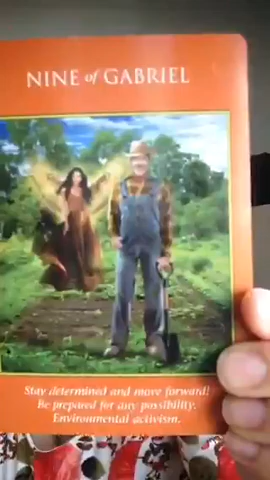 NINE of GABRIEL
Stay determined and move forward!
Be prepared for any possibility.
Environmental activism.